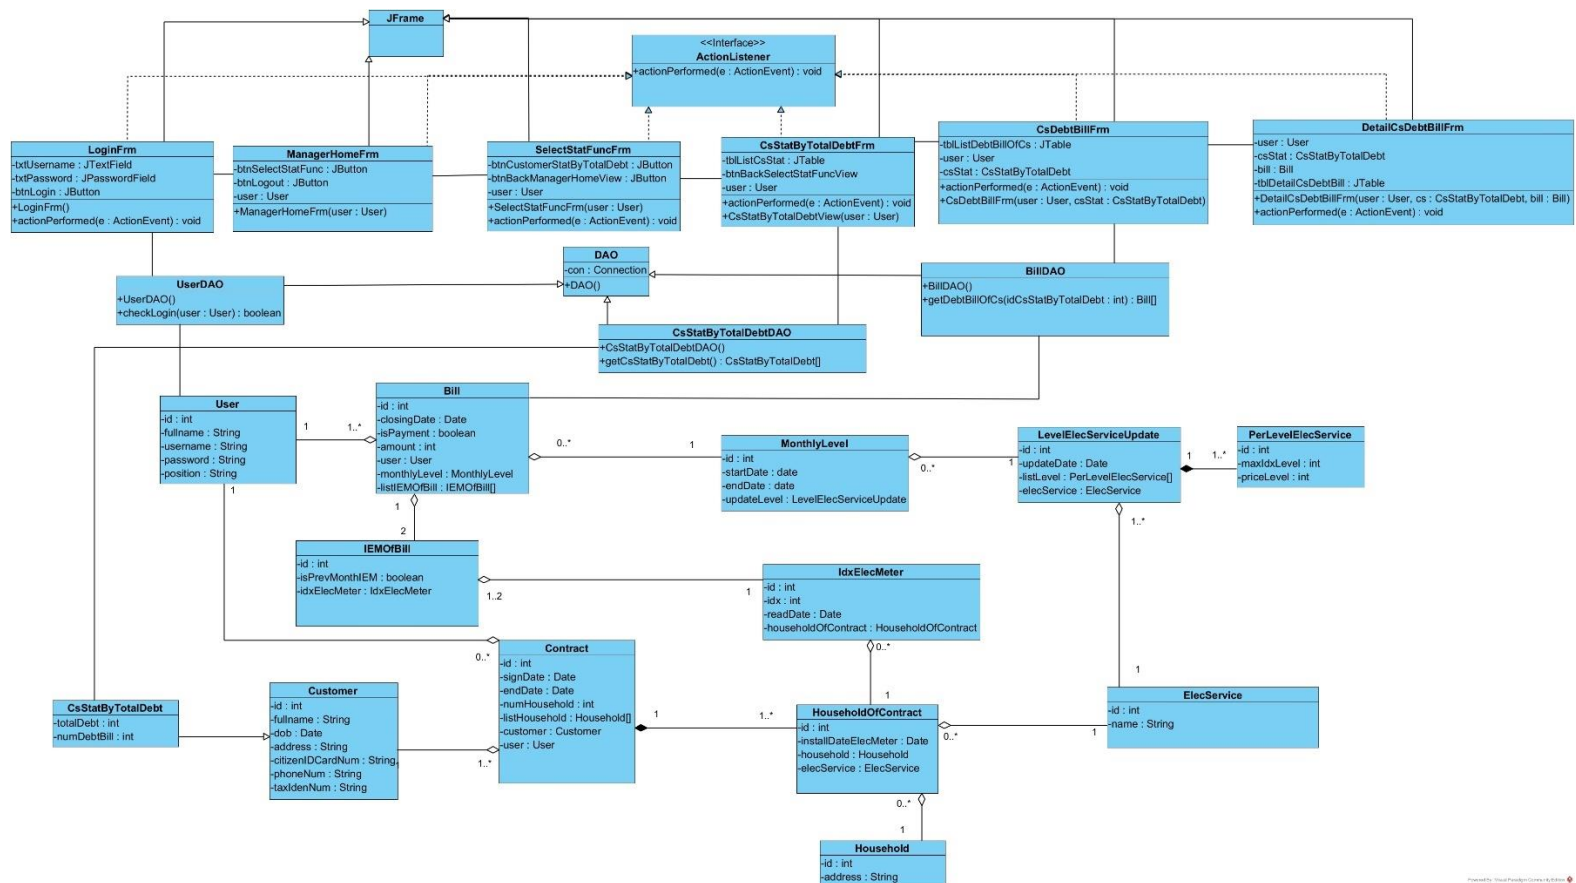 JFrame
<<Interface>>
ActionListener
+actionPerformed(e : ActionEvent) : void
LoginFrm
-txtUsername : JTextField
-txtPassword : JPasswordField
-btnLogin : JButton
+LoginFrm()
+actionPerformed(e : ActionEvent) : void
ManagerHomeFrm
-btnSelectStatFunc : JButton
-btnLogout : JButton
-user : User
+ManagerHomeFrm(user : User)
SelectStatFuncFrm
-btnCustomerStatByTotalDebt : JButton
-btnBackManagerHomeView : JButton
-user : User
+SelectStatFuncFrm(user : User)
+actionPerformed(e : ActionEvent) : void
CsStatByTotalDebtFrm
-tblListCsStat : JTable
-btnBackSelectStatFuncView
-user : User
+actionPerformed(e : ActionEvent) : void
+CsStatByTotalDebtView(user : User)
CsDebtBillFrm
-tblListDebtBillOfCs : JTable
-user : User
-csStat : CsStatByTotalDebt
+actionPerformed(e : ActionEvent) : void
+CsDebtBillFrm(user : User, csStat : CsStatByTotalDebt)
DetailCsDebtBillFrm
-user : User
-csStat : CsStatByTotalDebt
-bill : Bill
-tblDetailCsDebtBill : JTable
+DetailCsDebtBillFrm(user : User, cs : CsStatByTotalDebt, bill : Bill)
+actionPerformed(e : ActionEvent) : void
UserDAO
+UserDAO()
+checkLogin(user : User) : boolean
DAO
-con : Connection
+DAO()
BillDAO
+BillDAO()
+getDebtBillOfCs(idCsStatByTotalDebt : int) : Bill[]
CsStatByTotalDebtDAO
+CsStatByTotalDebtDAO()
+getCsStatByTotalDebt() : CsStatByTotalDebt[]
User
-id : int
-fullname : String
-username : String
-password : String
-position : String
1
1..*
1
Bill
-id : int
-closingDate : Date
-isPayment : boolean
-amount : int
-user : User
-monthlyLevel : MonthlyLevel
-listIEMOfBill : IEMOfBill[]
0..*
1
1
2
MonthlyLevel
-id : int
-startDate : date
-endDate : date
-updateLevel : LevelElecServiceUpdate
0..*
1
LevelElecServiceUpdate
-id : int
-updateDate : Date
-listLevel : PerLevelElecService[]
-elecService : ElecService
1
1..*
1..*
1
PerLevelElecService
-id : int
-maxIdxLevel : int
-priceLevel : int
IEMOfBill
-id : int
-isPrevMonthIEM : boolean
-idxElecMeter : IdxElecMeter
1..2
1
IdxElecMeter
-id : int
-idx : int
-readDate : Date
-householdOfContract : HouseholdOfContract
0..*
1
0..*
Contract
-id : int
-signDate : Date
-endDate : Date
-numHousehold : int
-listHousehold : Household[]
-customer : Customer
-user : User
1
1..*
1..*
1
CsStatByTotalDebt
-totalDebt : int
-numDebtBill : int
Customer
-id : int
-fullname : String
-dob : Date
-address : String
-citizenIDCardNum : String
-phoneNum : String
-taxIdenNum : String
HouseholdOfContract
-id : int
-installDateElecMeter : Date
-household : Household
-elecService : ElecService
0..*
1
0..*
1
ElecService
-id : int
-name : String
Household
-id : int
-address : String
Powered By Visual Paradigm Community Edition